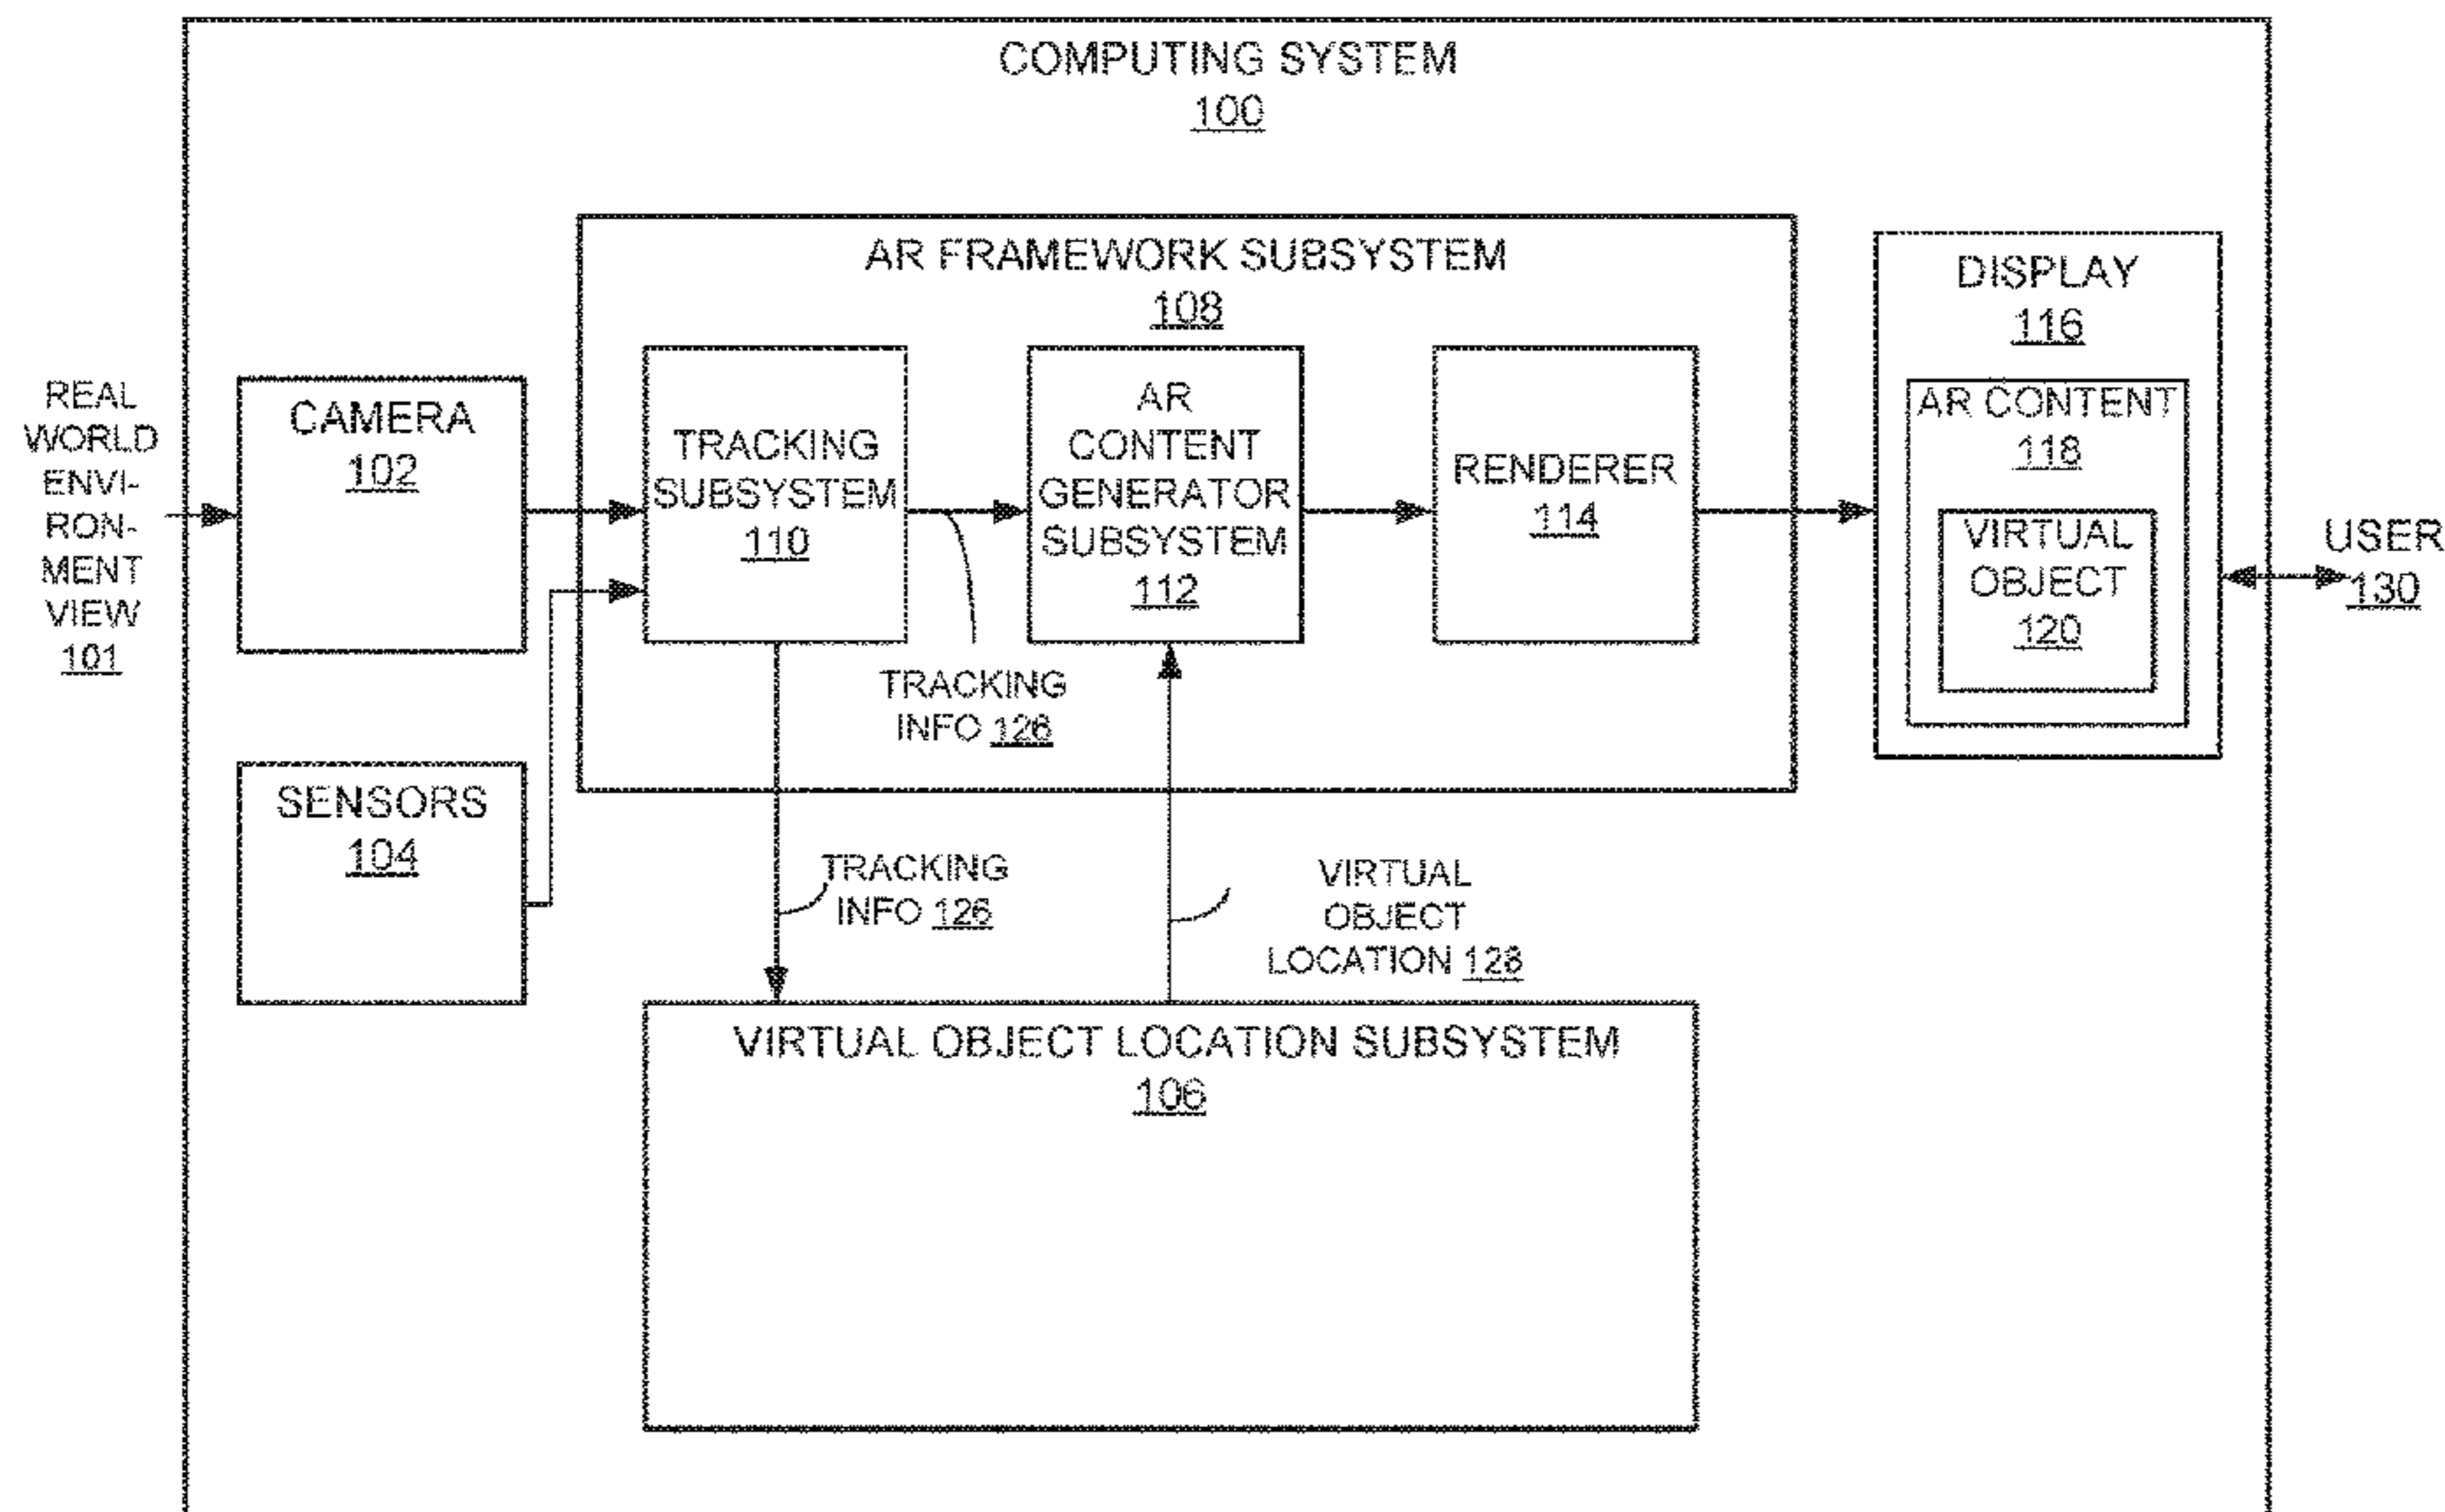 COMPUTING SYSTEM
100
AR FRAMEWORK SUBSYSTEM
108
DISPLAY
116
AR CONTENT
118
VIRTUAL
OBJECT
120
REAL
WORLD
ENVI-
RON-
MENT
VIEW
101
CAMERA
102
TRACKING
SUBSYSTEM
110
AR
CONTENT
GENERATOR
SUBSYSTEM
112
RENDERER
114
USER
130
TRACKING
INFO 126
SENSORS
104
TRACKING
INFO 126
VIRTUAL
OBJECT
LOCATION 128
VIRTUAL OBJECT LOCATION SUBSYSTEM
106